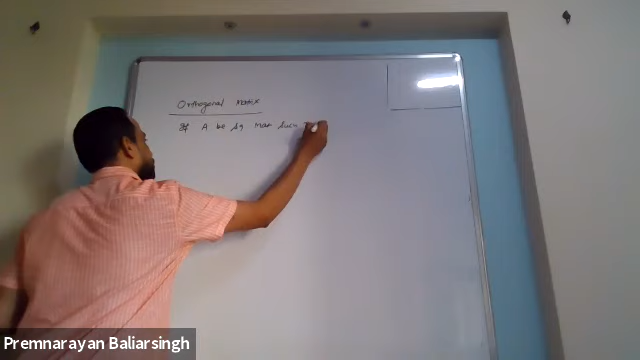 Orthogonal Matrix
If A be Sq Mat Such
Premnarayan Baliarsingh